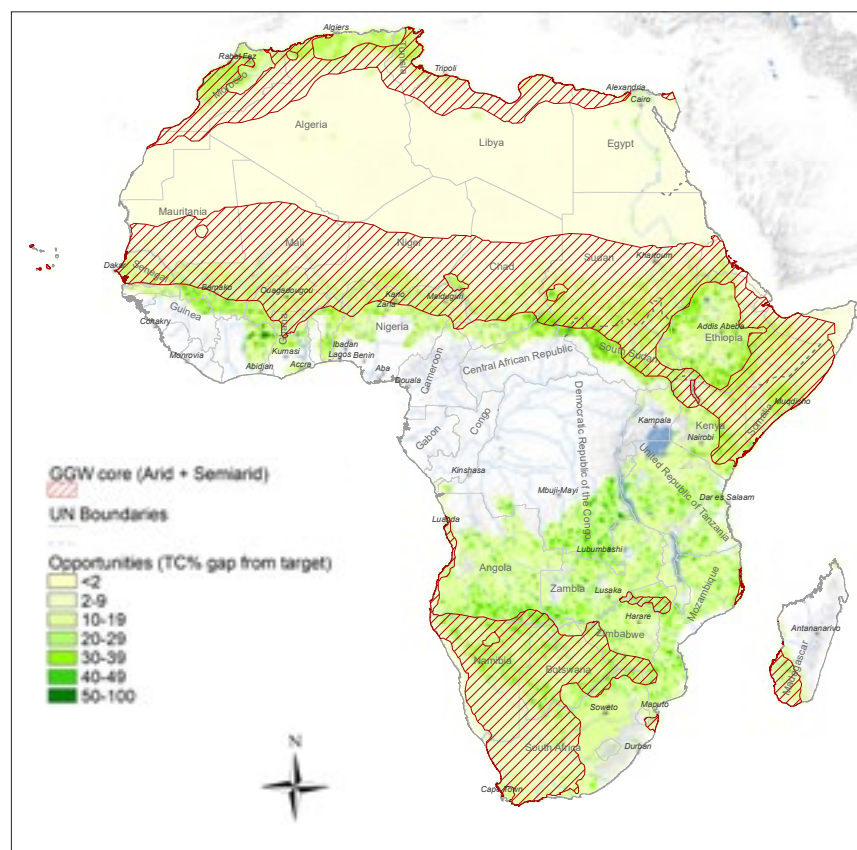 Algiers
Rabat Fez
Tunisia
Morocco
Tripoli
Alexandria
Cairo
Algeria
Libya
Egypt
Mauritania
Mali
Niger
Chad
Sudan
Khartoum
Dakar
Senegal
Bamako
Ouagadougou
Kano
Zaria
Maiduguri
Guinea
Ghana
Nigeria
Addis Abeba
Ethiopia
Conakry
Monrovia
Kumasi
Abidjan
Accra
Ibadan
Lagos
Benin
Aba
Douala
Cameroon
Central African Republic
South Sudan
Somalia
Muqdisho
Gabon
Congo
Democratic Republic of the Congo
Kampala
Kenya
Nairobi
Kinshasa
Mbuji-Mayi
United Republic of Tanzania
Dar es Salaam
GGW core (Arid + Semiarid)
UN Boundaries
Opportunities (TC% gap from target)
<2
2-9
10-19
20-29
30-39
40-49
50-100
Luanda
Lubumbashi
Angola
Zambia
Lusaka
Mozambique
Harare
Zimbabwe
Antananarivo
Madagascar
Namibia
Botswana
Soweto
Maputo
South Africa
Durban
Cape Town
N